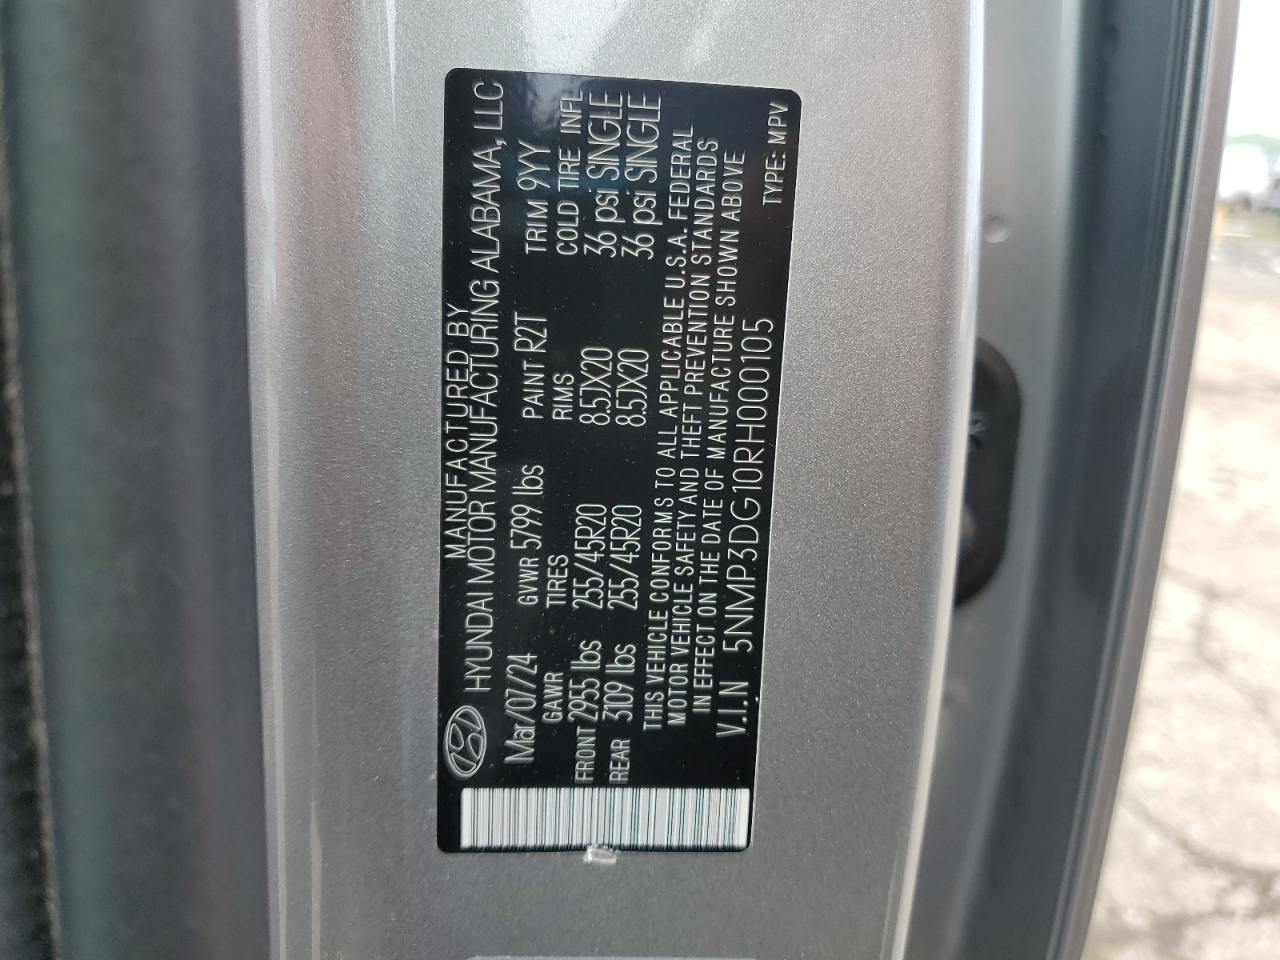 MANUFACTURED BY
HYUNDAI MOTOR MANUFACTURING ALABAMA, LLC
Mar/07/24 GVWR 5799 lbs PAINT R2T TRIM 9YY
GAWR TIRES RIMS COLD TIRE INFL
FRONT 2955 lbs 255/45R20 8.5JX20 36 psi SINGLE
REAR 3109 lbs 255/45R20 8.5JX20 36 psi SINGLE
THIS VEHICLE CONFORMS TO ALL APPLICABLE U.S.A. FEDERAL
MOTOR VEHICLE SAFETY AND THEFT PREVENTION STANDARDS
IN EFFECT ON THE DATE OF MANUFACTURE SHOWN ABOVE
V.I.N 5NMP3DG10RH000105 TYPE: MPV